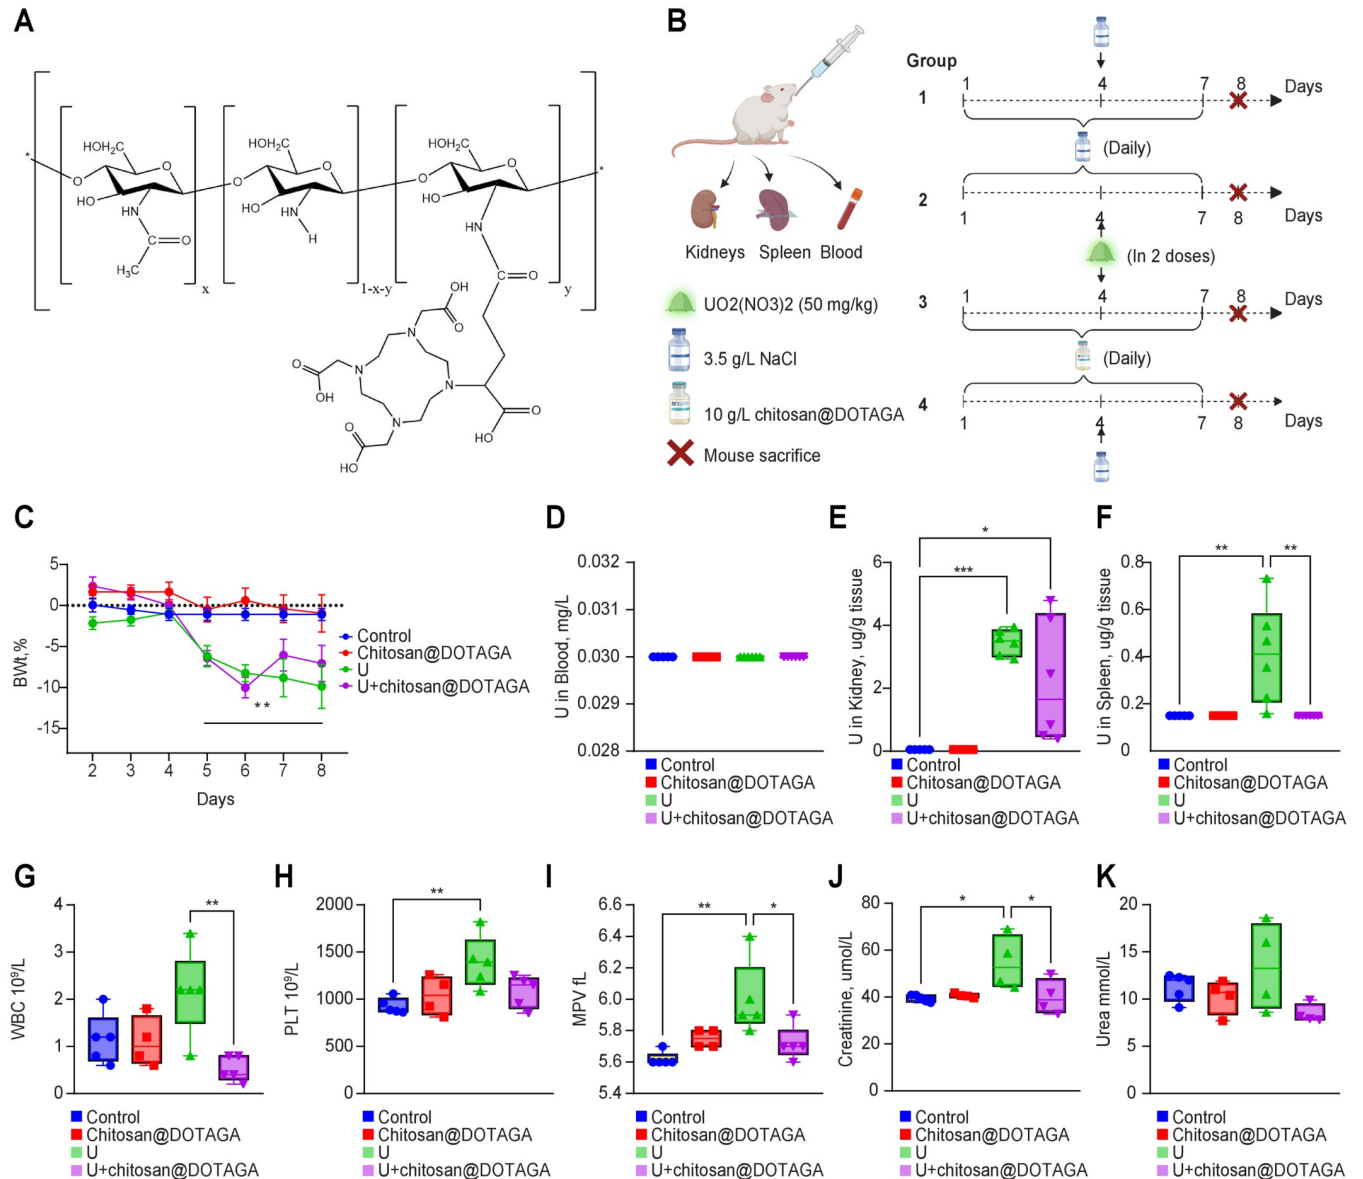 A
HOH2C
O
O
HO
HN
C=O
H3C
x
HOH2C
O
O
HO
HN
H
1-x-y
HOH2C
O
O
HO
NH
C=O
y
*
*
OH
O
N
N
N
N
O
OH
O
HO
O
HO
B
Kidneys Spleen Blood
UO2(NO3)2 (50 mg/kg)
3.5 g/L NaCl
10 g/L chitosan@DOTAGA
Mouse sacrifice
Group
1
1 4 7 8 Days
(Daily)
2
1 4 7 8 Days
(In 2 doses)
3
1 4 7 8 Days
(Daily)
4
1 4 7 8 Days
C
BWt,%
5
0
-5
-10
-15
**
2 3 4 5 6 7 8
Days
Control
Chitosan@DOTAGA
U
U+chitosan@DOTAGA
D
U in Blood, mg/L
0.032
0.031
0.030
0.029
0.028
Control
Chitosan@DOTAGA
U
U+chitosan@DOTAGA
E
U in Kidney, ug/g tissue
6
4
2
0
*
***
Control
Chitosan@DOTAGA
U
U+chitosan@DOTAGA
F
U in Spleen, ug/g tissue
0.8
0.6
0.4
0.2
0
** **
Control
Chitosan@DOTAGA
U
U+chitosan@DOTAGA
G
WBC 10⁹/L
4
3
2
1
0
**
Control
Chitosan@DOTAGA
U
U+chitosan@DOTAGA
H
PLT 10⁹/L
2000
1500
1000
500
0
**
Control
Chitosan@DOTAGA
U
U+chitosan@DOTAGA
I
MPV fL
6.6
6.4
6.2
6.0
5.8
5.6
5.4
** *
Control
Chitosan@DOTAGA
U
U+chitosan@DOTAGA
J
Creatinine, umol/L
80
60
40
20
0
* *
Control
Chitosan@DOTAGA
U
U+chitosan@DOTAGA
K
Urea mmol/L
20
15
10
5
0
Control
Chitosan@DOTAGA
U
U+chitosan@DOTAGA